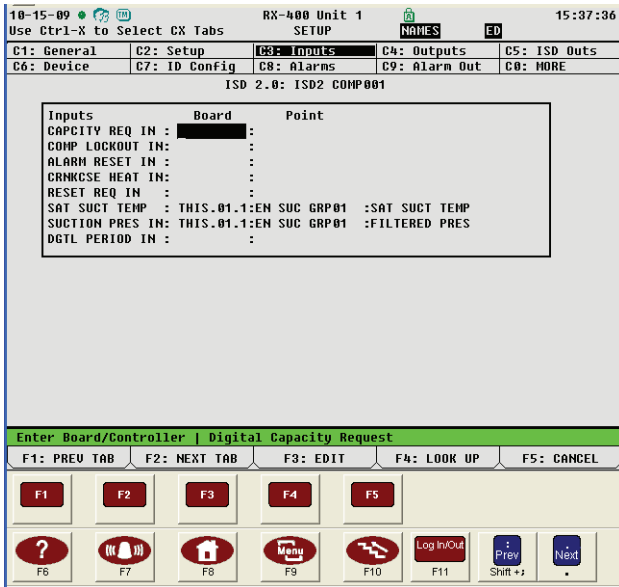 10-15-09 TM RX-400 Unit 1 15:37:36
Use Ctrl-X to Select CX Tabs SETUP NAMES ED
C1: General C2: Setup C3: Inputs C4: Outputs C5: ISD Outs
C6: Device C7: ID Config C8: Alarms C9: Alarm Out C0: MORE
ISD 2.0: ISD2 COMP001
Inputs Board Point
CAPCITY REQ IN : :
COMP LOCKOUT IN: :
ALARM RESET IN : :
CRNKCSE HEAT IN: :
RESET REQ IN : :
SAT SUCT TEMP : THIS.01.1:EN SUC GRP01 :SAT SUCT TEMP
SUCTION PRES IN: THIS.01.1:EN SUC GRP01 :FILTERED PRES
DGTL PERIOD IN : :
Enter Board/Controller | Digital Capacity Request
F1: PREV TAB F2: NEXT TAB F3: EDIT F4: LOOK UP F5: CANCEL
F1 F2 F3 F4 F5
? Menu Log In/Out : Prev . Next
F6 F7 F8 F9 F10 F11 Shift +; .